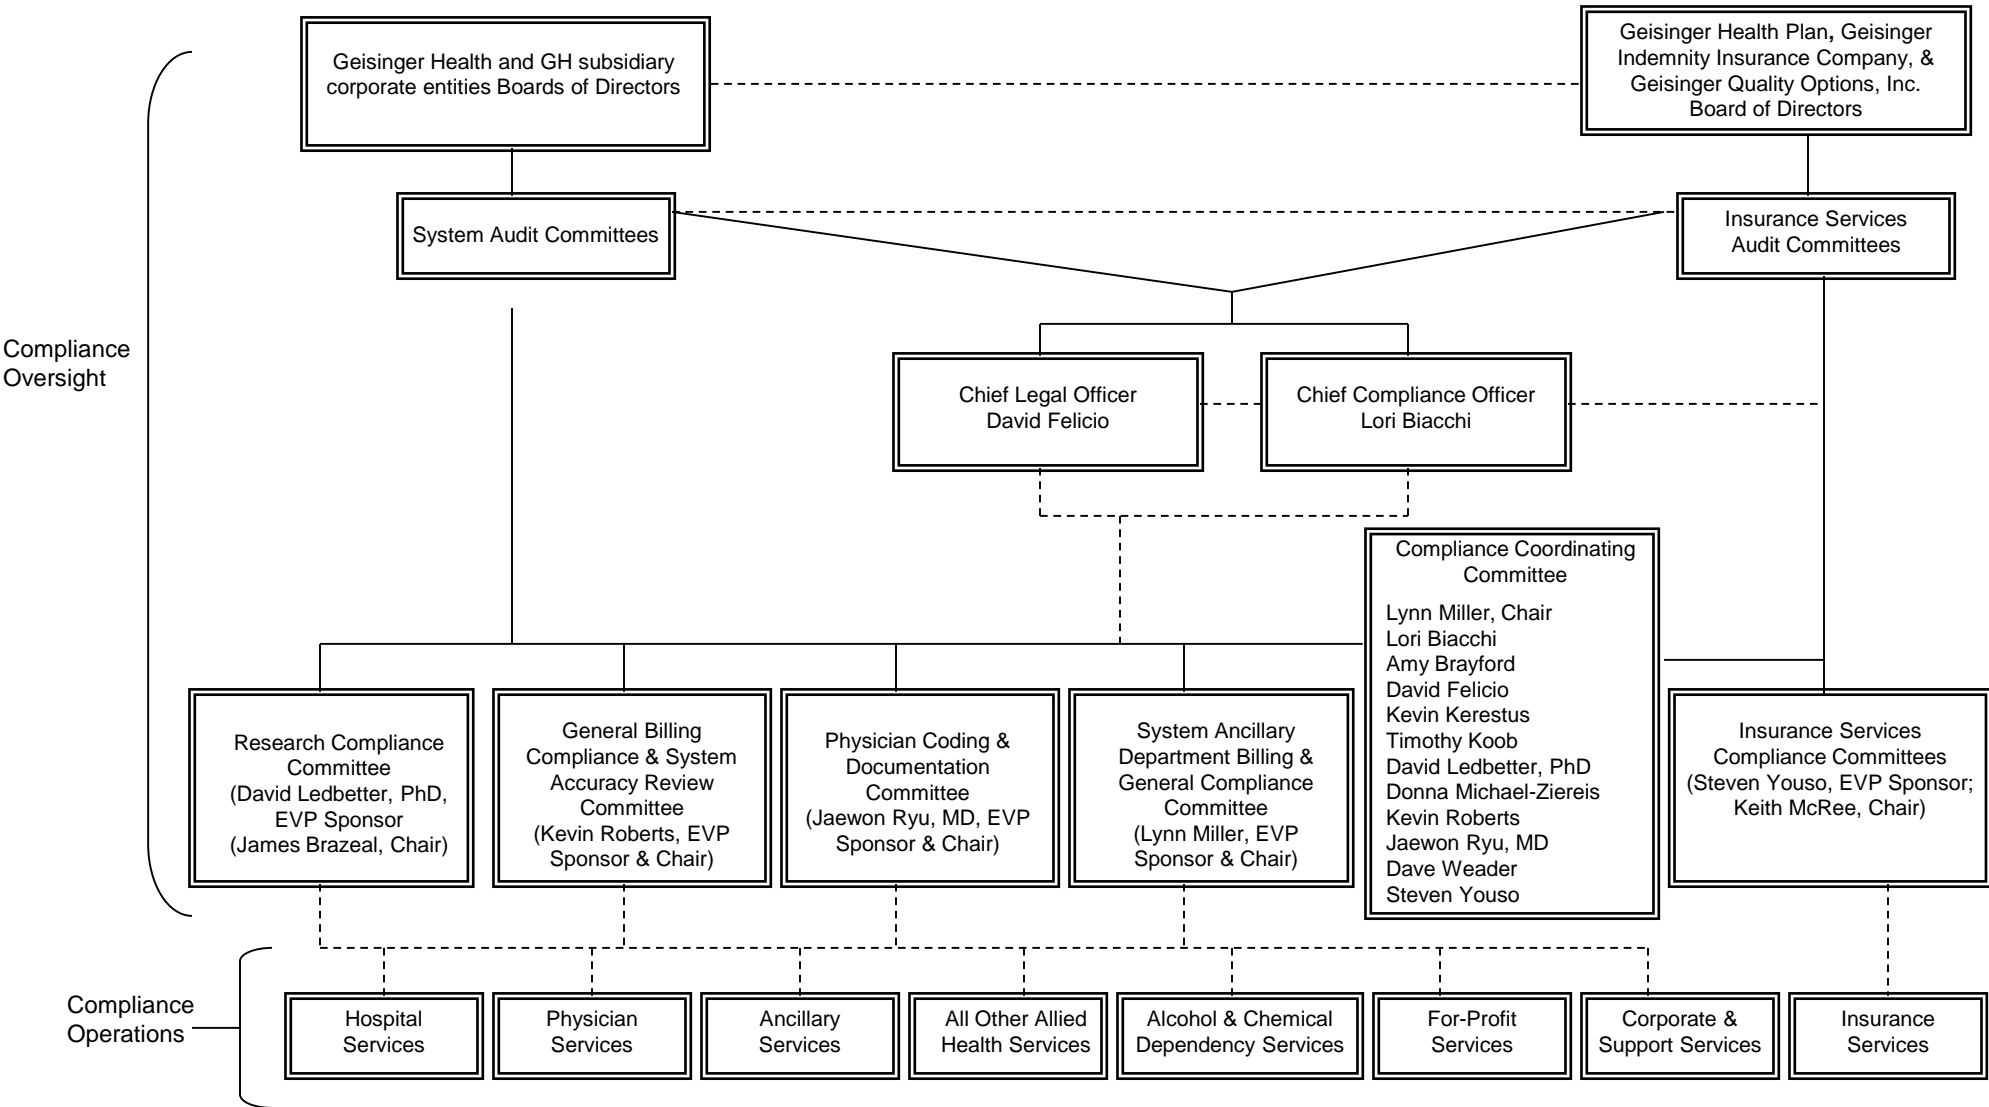 Geisinger Health and GH subsidiary
corporate entities Boards of Directors
Geisinger Health Plan, Geisinger
Indemnity Insurance Company, &
Geisinger Quality Options, Inc.
Board of Directors
System Audit Committees
Insurance Services
Audit Committees
Compliance
Oversight
Chief Legal Officer
David Felicio
Chief Compliance Officer
Lori Biacchi
Compliance Coordinating
Committee
Lynn Miller, Chair
Lori Biacchi
Amy Brayford
David Felicio
Kevin Kerestus
Timothy Koob
David Ledbetter, PhD
Donna Michael-Ziereis
Kevin Roberts
Jaewon Ryu, MD
Dave Weader
Steven Youso
Research Compliance
Committee
(David Ledbetter, PhD,
EVP Sponsor
(James Brazeal, Chair)
General Billing
Compliance & System
Accuracy Review
Committee
(Kevin Roberts, EVP
Sponsor & Chair)
Physician Coding &
Documentation
Committee
(Jaewon Ryu, MD, EVP
Sponsor & Chair)
System Ancillary
Department Billing &
General Compliance
Committee
(Lynn Miller, EVP
Sponsor & Chair)
Insurance Services
Compliance Committees
(Steven Youso, EVP Sponsor;
Keith McRee, Chair)
Compliance
Operations
Hospital
Services
Physician
Services
Ancillary
Services
All Other Allied
Health Services
Alcohol & Chemical
Dependency Services
For-Profit
Services
Corporate &
Support Services
Insurance
Services